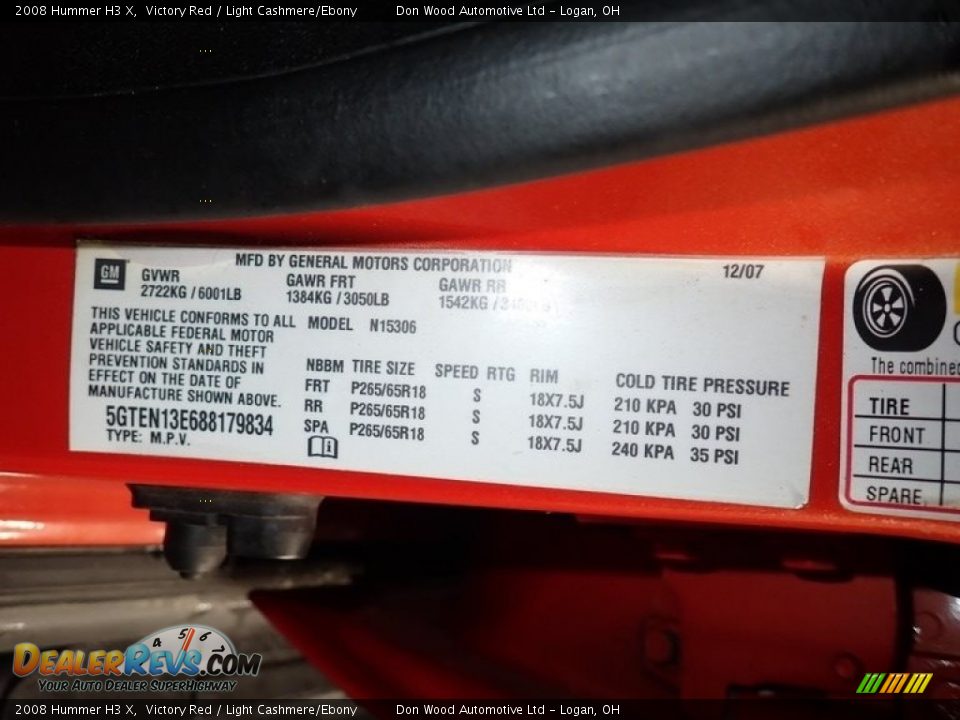 2008 Hummer H3 X, Victory Red / Light Cashmere/Ebony Don Wood Automotive Ltd - Logan, OH
GM
MFD BY GENERAL MOTORS CORPORATION 12/07
GVWR GAWR FRT GAWR RR
2722KG / 6001LB 1384KG / 3050LB 1542KG /
THIS VEHICLE CONFORMS TO ALL
APPLICABLE FEDERAL MOTOR
VEHICLE SAFETY AND THEFT
PREVENTION STANDARDS IN
EFFECT ON THE DATE OF
MANUFACTURE SHOWN ABOVE.
5GTEN13E688179834
TYPE: M.P.V.
MODEL N15306
NBBM TIRE SIZE SPEED RTG RIM COLD TIRE PRESSURE
FRT P265/65R18 S 18X7.5J 210 KPA 30 PSI
RR P265/65R18 S 18X7.5J 210 KPA 30 PSI
SPA P265/65R18 S 18X7.5J 240 KPA 35 PSI
The combined
TIRE
FRONT
REAR
SPARE
4 5 6
DEALERREVS.COM
YOUR AUTO DEALER SUPERHIGHWAY
2008 Hummer H3 X, Victory Red / Light Cashmere/Ebony Don Wood Automotive Ltd - Logan, OH